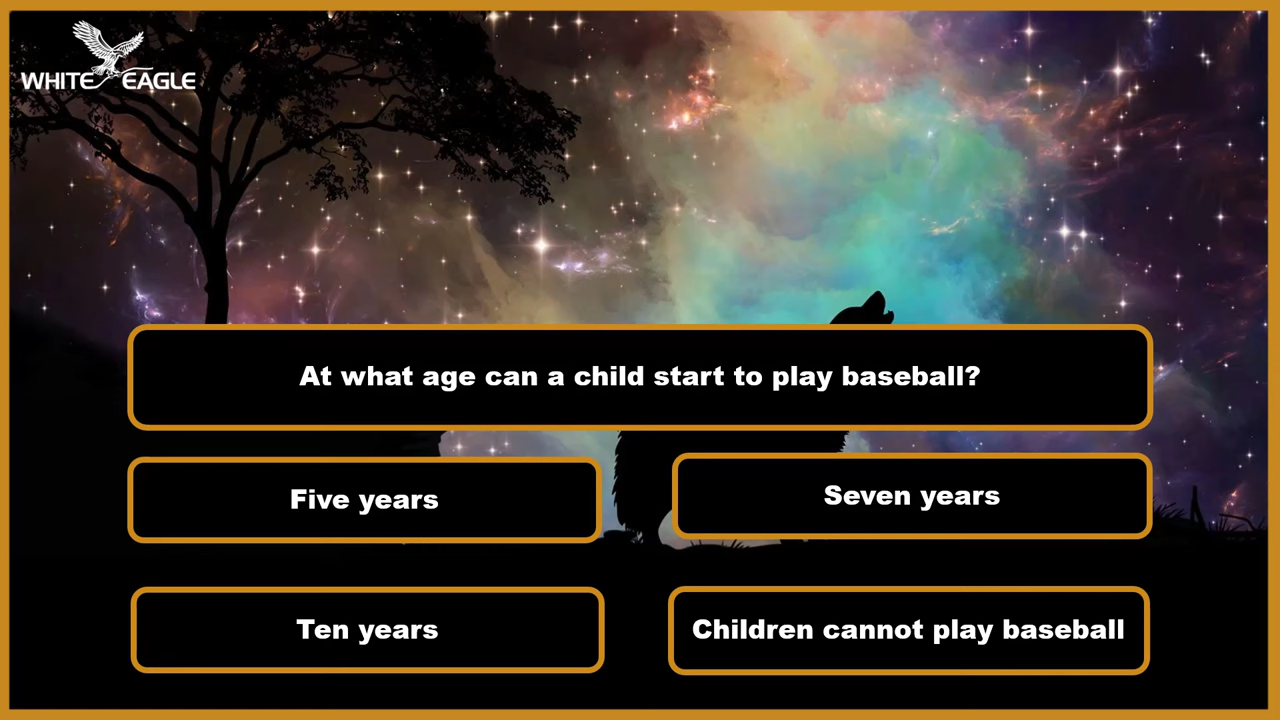 WHITE EAGLE
At what age can a child start to play baseball?
Five years
Seven years
Ten years
Children cannot play baseball